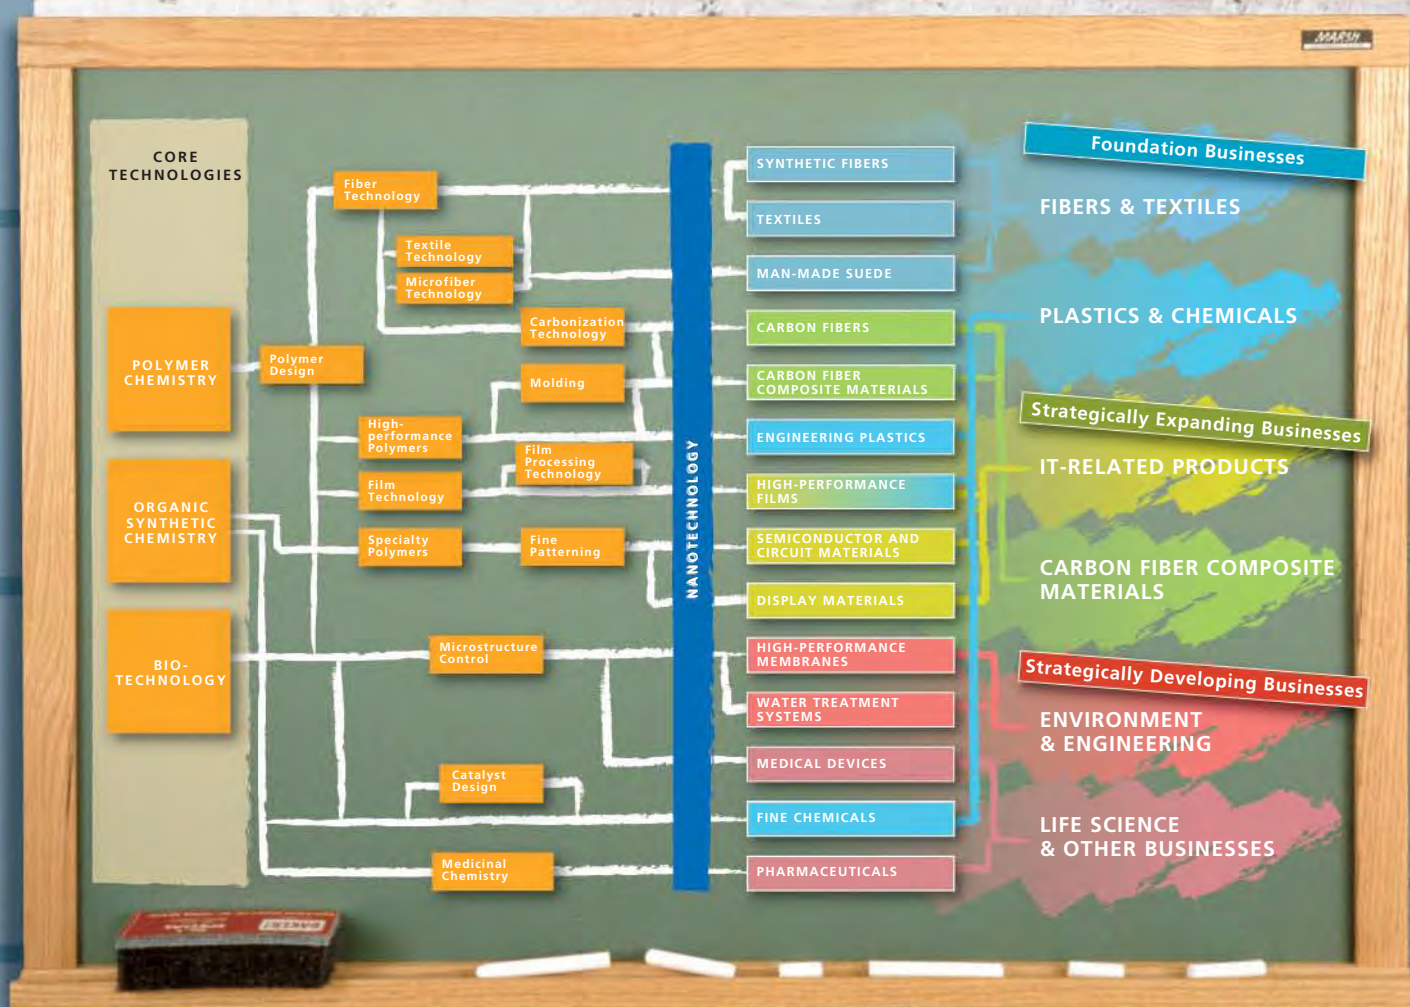 MARSH
CORE
TECHNOLOGIES
POLYMER
CHEMISTRY
ORGANIC
SYNTHETIC
CHEMISTRY
BIO-
TECHNOLOGY
Polymer
Design
Fiber
Technology
Textile
Technology
Microfiber
Technology
Carbonization
Technology
Molding
High-
performance
Polymers
Film
Processing
Technology
Film
Technology
Specialty
Polymers
Fine
Patterning
Microstructure
Control
Catalyst
Design
Medicinal
Chemistry
NANOTECHNOLOGY
SYNTHETIC FIBERS
TEXTILES
MAN-MADE SUEDE
CARBON FIBERS
CARBON FIBER
COMPOSITE MATERIALS
ENGINEERING PLASTICS
HIGH-PERFORMANCE
FILMS
SEMICONDUCTOR AND
CIRCUIT MATERIALS
DISPLAY MATERIALS
HIGH-PERFORMANCE
MEMBRANES
WATER TREATMENT
SYSTEMS
MEDICAL DEVICES
FINE CHEMICALS
PHARMACEUTICALS
Foundation Businesses
FIBERS & TEXTILES
PLASTICS & CHEMICALS
Strategically Expanding Businesses
IT-RELATED PRODUCTS
CARBON FIBER COMPOSITE
MATERIALS
Strategically Developing Businesses
ENVIRONMENT
& ENGINEERING
LIFE SCIENCE
& OTHER BUSINESSES